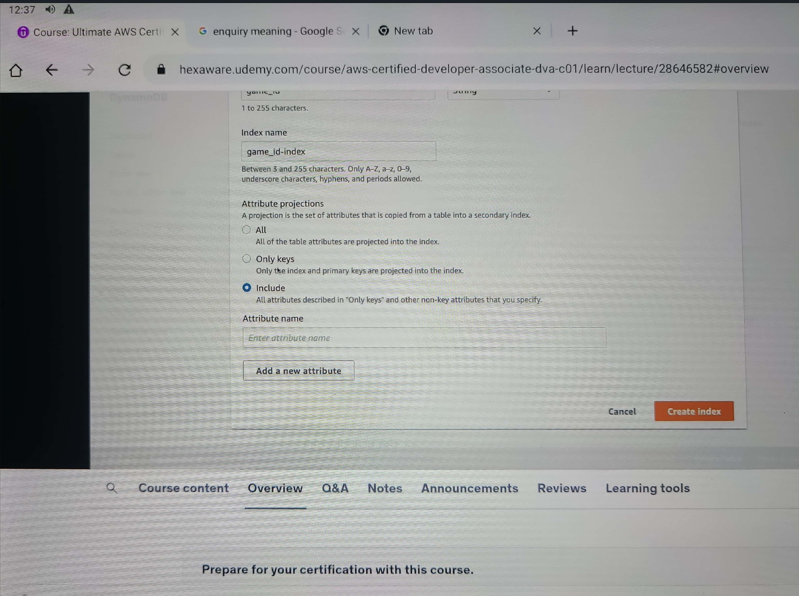 12:37
Course: Ultimate AWS Certi
enquiry meaning - Google S
New tab
hexaware.udemy.com/course/aws-certified-developer-associate-dva-c01/learn/lecture/28646582#overview
game_id String
1 to 255 characters.
Index name
game_id-index
Between 3 and 255 characters. Only A–Z, a–z, 0–9,
underscore characters, hyphens, and periods allowed.
Attribute projections
A projection is the set of attributes that is copied from a table into a secondary index.
All
All of the table attributes are projected into the index.
Only keys
Only the index and primary keys are projected into the index.
Include
All attributes described in "Only keys" and other non-key attributes that you specify.
Attribute name
Enter attribute name
Add a new attribute
Cancel Create index
Course content Overview Q&A Notes Announcements Reviews Learning tools
Prepare for your certification with this course.